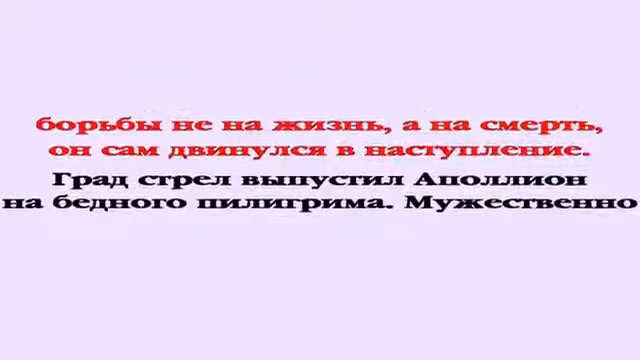 борьбы не на жизнь, а на смерть,
он сам двинулся в наступление.
Град стрел выпустил Аполлион
на бедного пилигрима. Мужественно